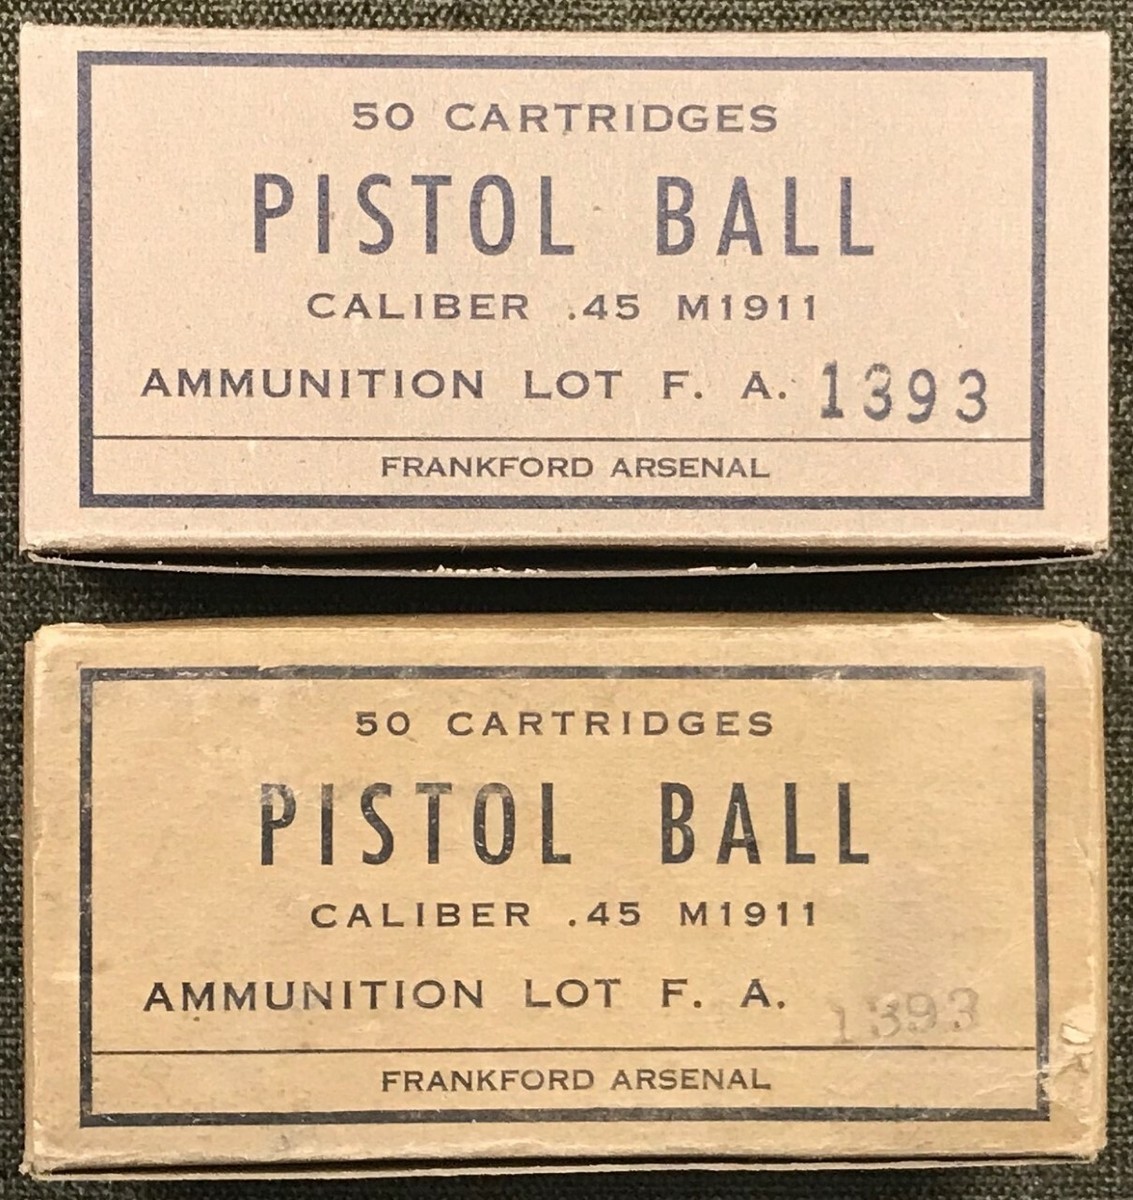 50 CARTRIDGES
PISTOL BALL
CALIBER .45 M1911
AMMUNITION LOT F. A. 1393
FRANKFORD ARSENAL
50 CARTRIDGES
PISTOL BALL
CALIBER .45 M1911
AMMUNITION LOT F. A. 1393
FRANKFORD ARSENAL